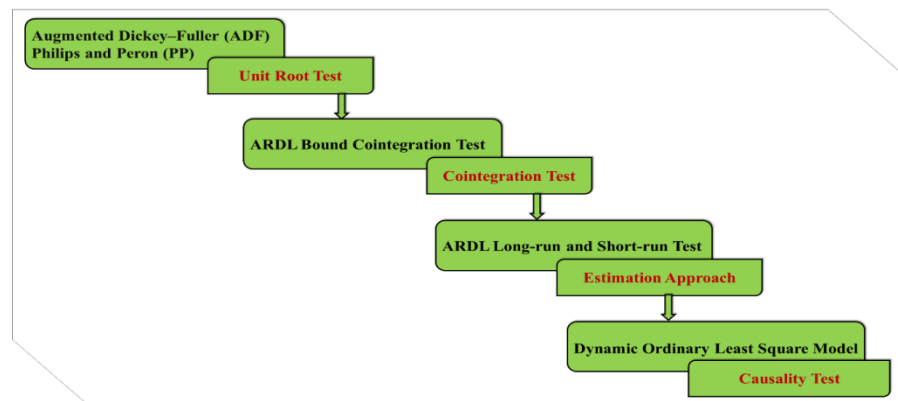 Augmented Dickey–Fuller (ADF)
Philips and Peron (PP)
Unit Root Test
ARDL Bound Cointegration Test
Cointegration Test
ARDL Long-run and Short-run Test
Estimation Approach
Dynamic Ordinary Least Square Model
Causality Test